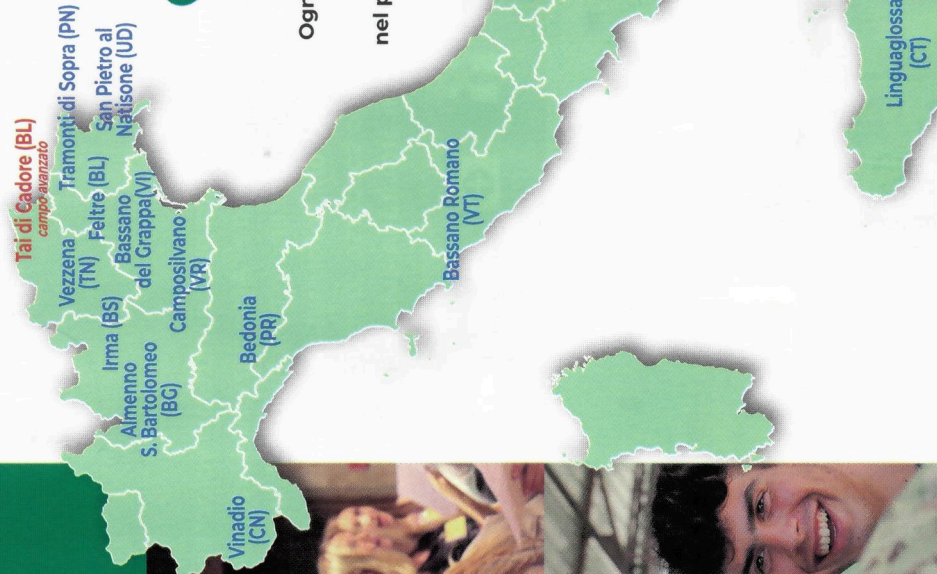 Tai di Cadore (BL)
campo avanzato
Tramonti di Sopra (PN)
Vezzena
(TN)
Feltre (BL)
San Pietro al
Natisone (UD)
Irma (BS)
Bassano
del Grappa(VI)
Almenno
S. Bartolomeo
(BG)
Camposilvano
(VR)
Vinadio
(CN)
Bedonia
(PR)
Ogn
nel p
Bassano Romano
(VT)
Linguaglossa
(CT)